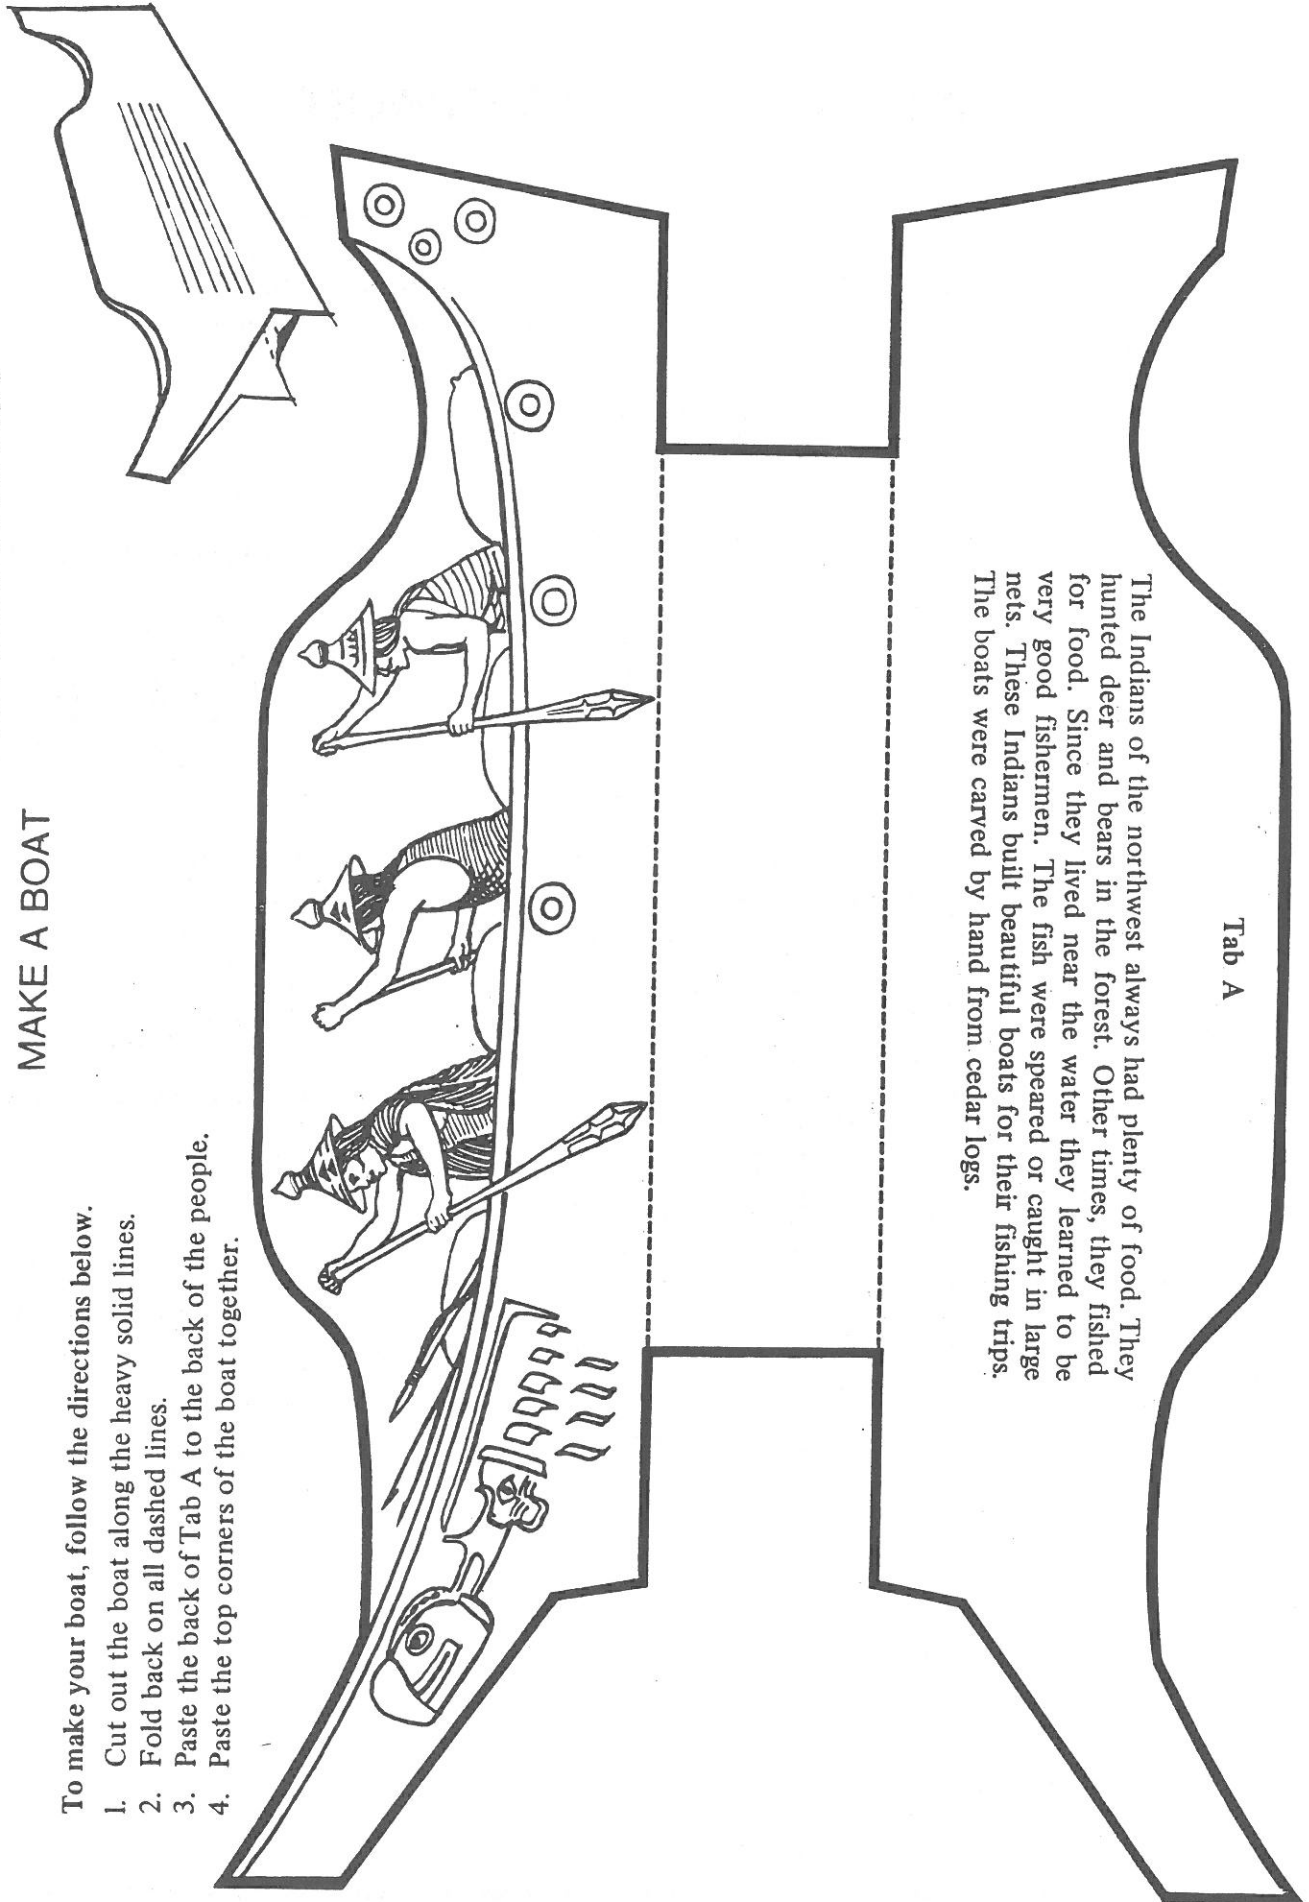 MAKE A BOAT
To make your boat, follow the directions below.
1. Cut out the boat along the heavy solid lines.
2. Fold back on all dashed lines.
3. Paste the back of Tab A to the back of the people.
4. Paste the top corners of the boat together.
Tab A
The Indians of the northwest always had plenty of food. They
hunted deer and bears in the forest. Other times, they fished
for food. Since they lived near the water they learned to be
very good fishermen. The fish were speared or caught in large
nets. These Indians built beautiful boats for their fishing trips.
The boats were carved by hand from cedar logs.